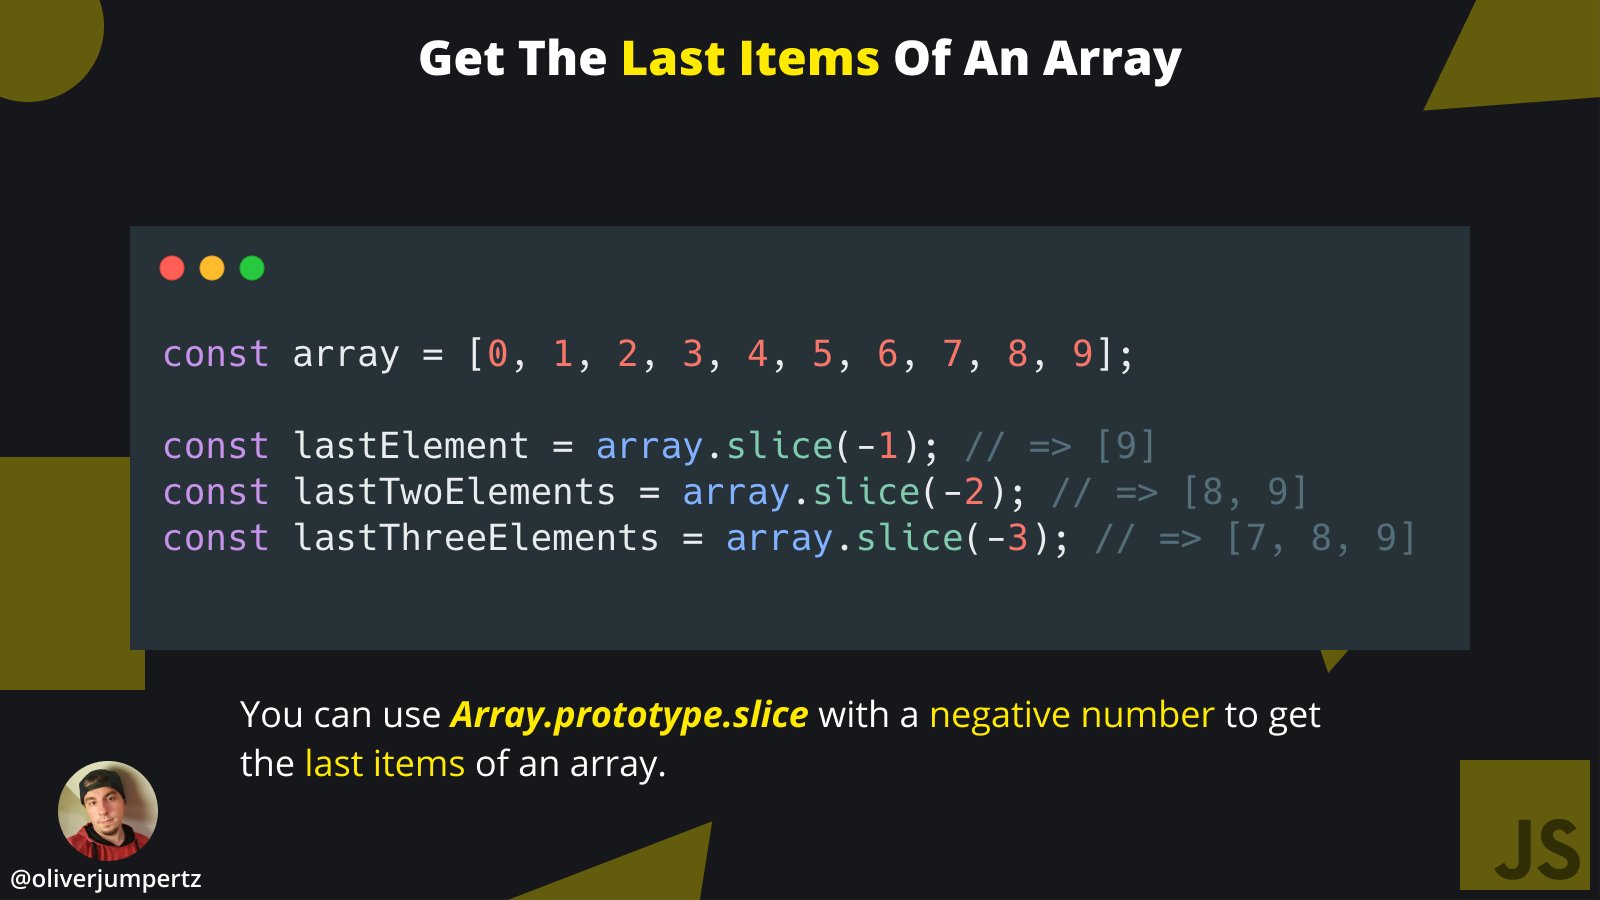 Get The Last Items Of An Array
const array = [0, 1, 2, 3, 4, 5, 6, 7, 8, 9];
const lastElement = array.slice(-1); // => [9]
const lastTwoElements = array.slice(-2); // => [8, 9]
const lastThreeElements = array.slice(-3); // => [7, 8, 9]
You can use Array.prototype.slice with a negative number to get
the last items of an array.
@oliverjumpertz
JS